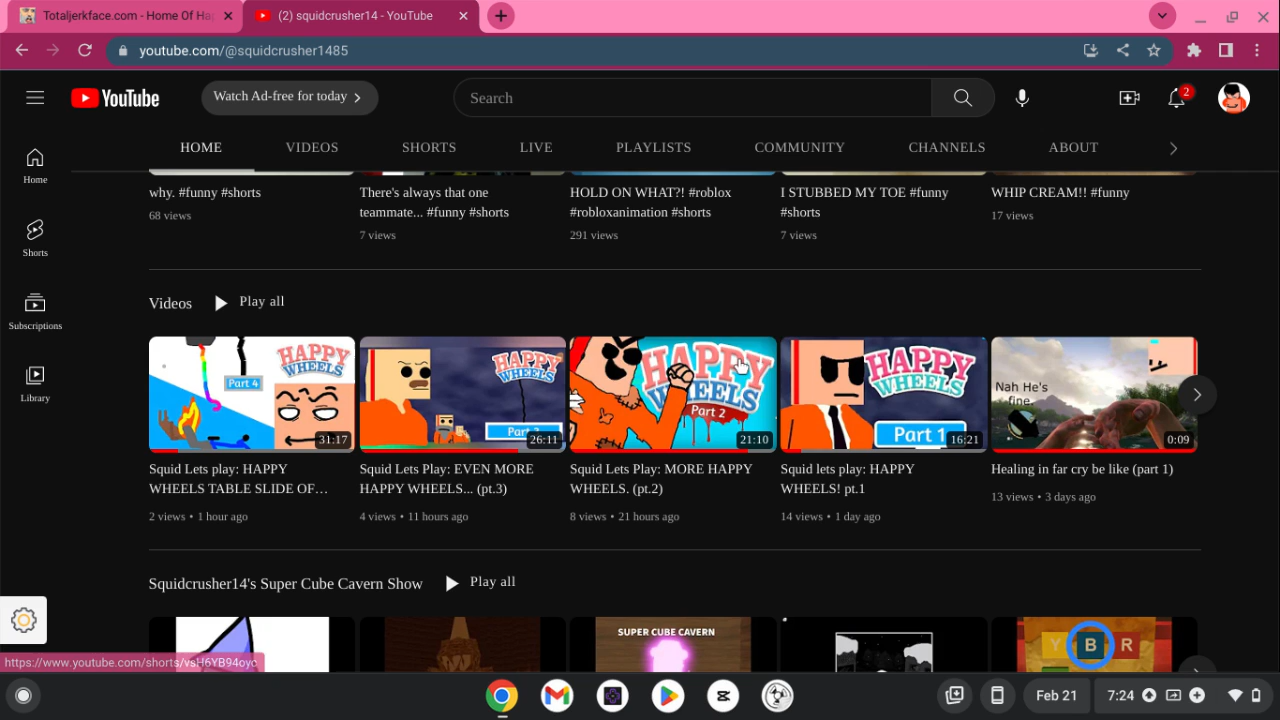 Totaljerkface.com - Home Of Ha
(2) squidcrusher14 - YouTube
youtube.com/@squidcrusher1485
YouTube
Watch Ad-free for today
Search
2
HOME
VIDEOS
SHORTS
LIVE
PLAYLISTS
COMMUNITY
CHANNELS
ABOUT
Home
Shorts
Subscriptions
Library
why. #funny #shorts
68 views
There's always that one
teammate... #funny #shorts
7 views
HOLD ON WHAT?! #roblox
#robloxanimation #shorts
291 views
I STUBBED MY TOE #funny
#shorts
7 views
WHIP CREAM!! #funny
17 views
Videos
Play all
HAPPY
WHEELS
Part 4
31:17
Squid Lets play: HAPPY
WHEELS TABLE SLIDE OF…
2 views • 1 hour ago
HAPPY
WHEELS
26:11
Squid Lets Play: EVEN MORE
HAPPY WHEELS... (pt.3)
4 views • 11 hours ago
HAPPY
WHEELS
Part 2
21:10
Squid Lets Play: MORE HAPPY
WHEELS. (pt.2)
8 views • 21 hours ago
HAPPY
WHEELS
Part 1
16:21
Squid lets play: HAPPY
WHEELS! pt.1
14 views • 1 day ago
Nah He's
fine.
0:09
Healing in far cry be like (part 1)
13 views • 3 days ago
Squidcrusher14's Super Cube Cavern Show
Play all
SUPER CUBE CAVERN
Y B R
https://www.youtube.com/shorts/vsH6YB94oyc
Feb 21
7:24